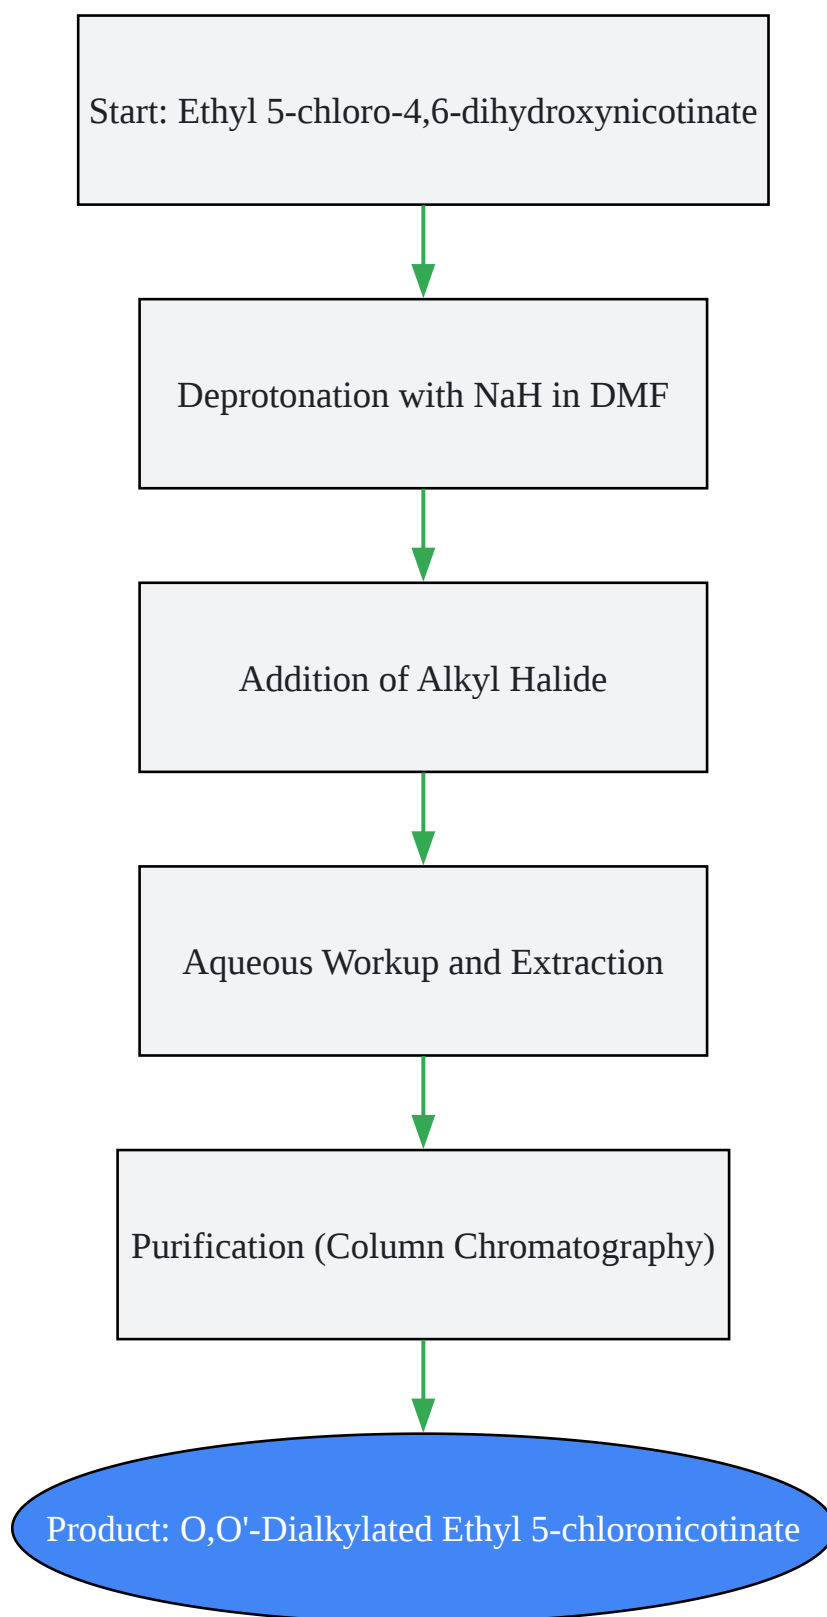 Start: Ethyl 5-chloro-4,6-dihydroxynicotinate
Deprotonation with NaH in DMF
Addition of Alkyl Halide
Aqueous Workup and Extraction
Purification (Column Chromatography)
Product: O,O'-Dialkylated Ethyl 5-chloronicotinate